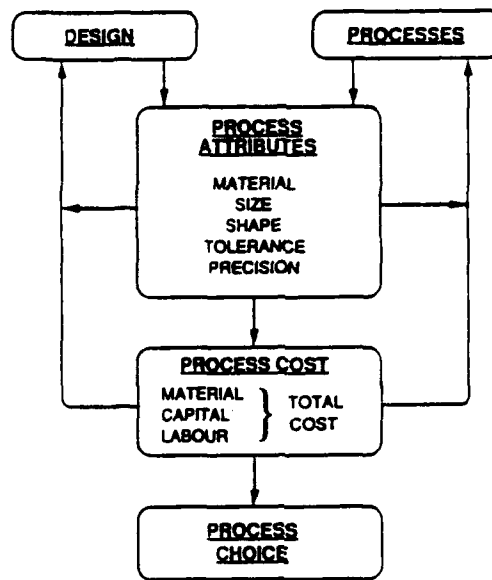 DESIGN
PROCESSES
PROCESS
ATTRIBUTES
MATERIAL
SIZE
SHAPE
TOLERANCE
PRECISION
PROCESS COST
MATERIAL
CAPITAL
LABOUR
TOTAL
COST
PROCESS
CHOICE